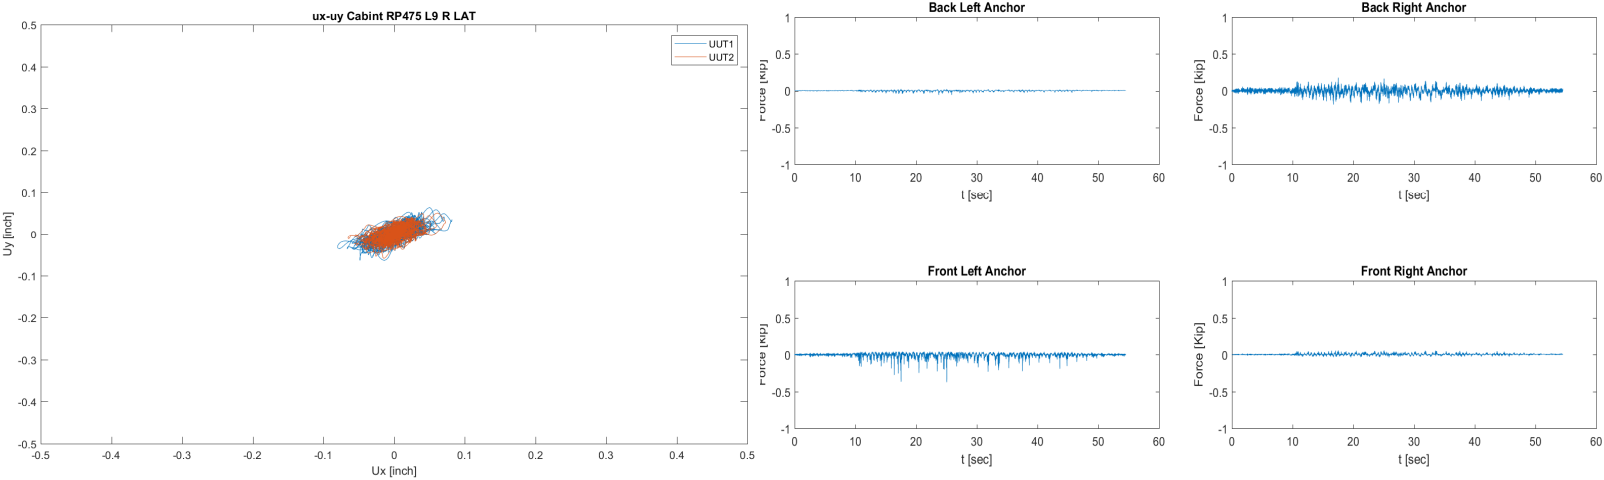 ux-uy Cabint RP475 L9 R LAT
0.5
0.4
0.3
0.2
0.1
0
-0.1
-0.2
-0.3
-0.4
-0.5
Uy [inch]
-0.5 -0.4 -0.3 -0.2 -0.1 0 0.1 0.2 0.3 0.4 0.5
Ux [inch]
UUT1
UUT2
Back Left Anchor
1
0.5
0
-0.5
-1
Force [Kip]
0 10 20 30 40 50 60
t [sec]
Back Right Anchor
1
0.5
0
-0.5
-1
Force [kip]
0 10 20 30 40 50 60
t [sec]
Front Left Anchor
1
0.5
0
-0.5
-1
Force [Kip]
0 10 20 30 40 50 60
t [sec]
Front Right Anchor
1
0.5
0
-0.5
-1
Force [Kip]
0 10 20 30 40 50 60
t [sec]